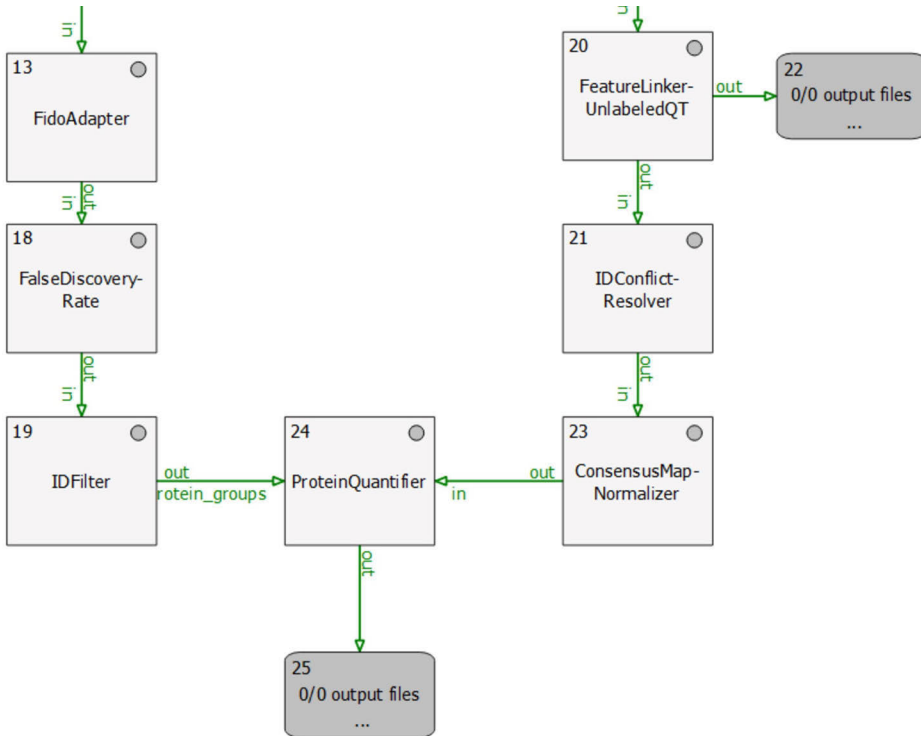 in
13
FidoAdapter
out
in
18
FalseDiscovery-
Rate
out
in
19
IDFilter
out
rotein_groups
24
ProteinQuantifier
out
25
0/0 output files
...
in
20
FeatureLinker-
UnlabeledQT
out
22
0/0 output files
...
out
in
21
IDConflict-
Resolver
out
in
23
ConsensusMap-
Normalizer
out
in